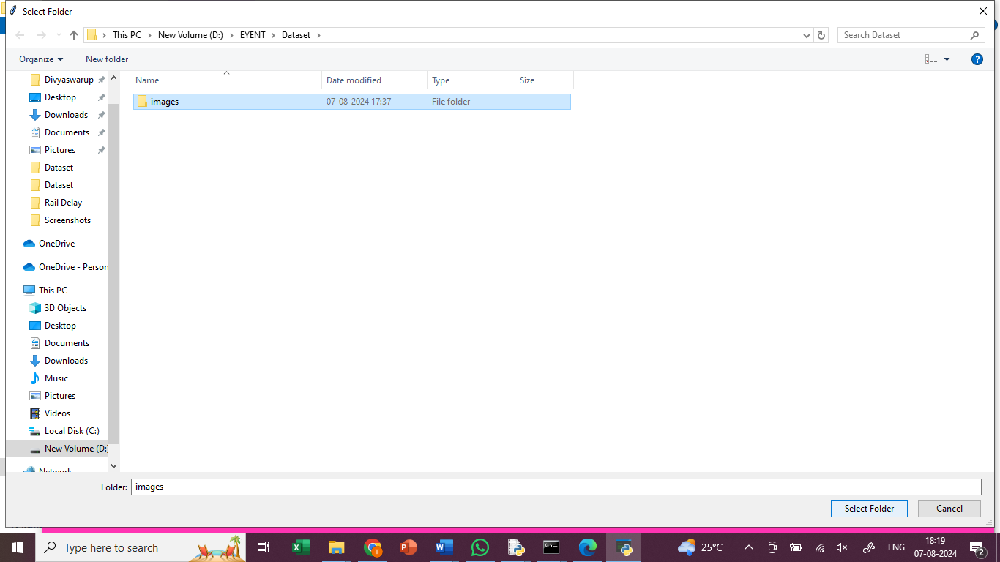 Select Folder
This PC > New Volume (D:) > EYENT > Dataset >
Search Dataset
Organize
New folder
Name
Date modified
Type
Size
images
07-08-2024 17:37
File folder
Divyaswarup
Desktop
Downloads
Documents
Pictures
Dataset
Dataset
Rail Delay
Screenshots
OneDrive
OneDrive - Person
This PC
3D Objects
Desktop
Documents
Downloads
Music
Pictures
Videos
Local Disk (C:)
New Volume (D:
Network
Folder: images
Select Folder
Cancel
Type here to search
25°C
ENG
18:19
07-08-2024
2